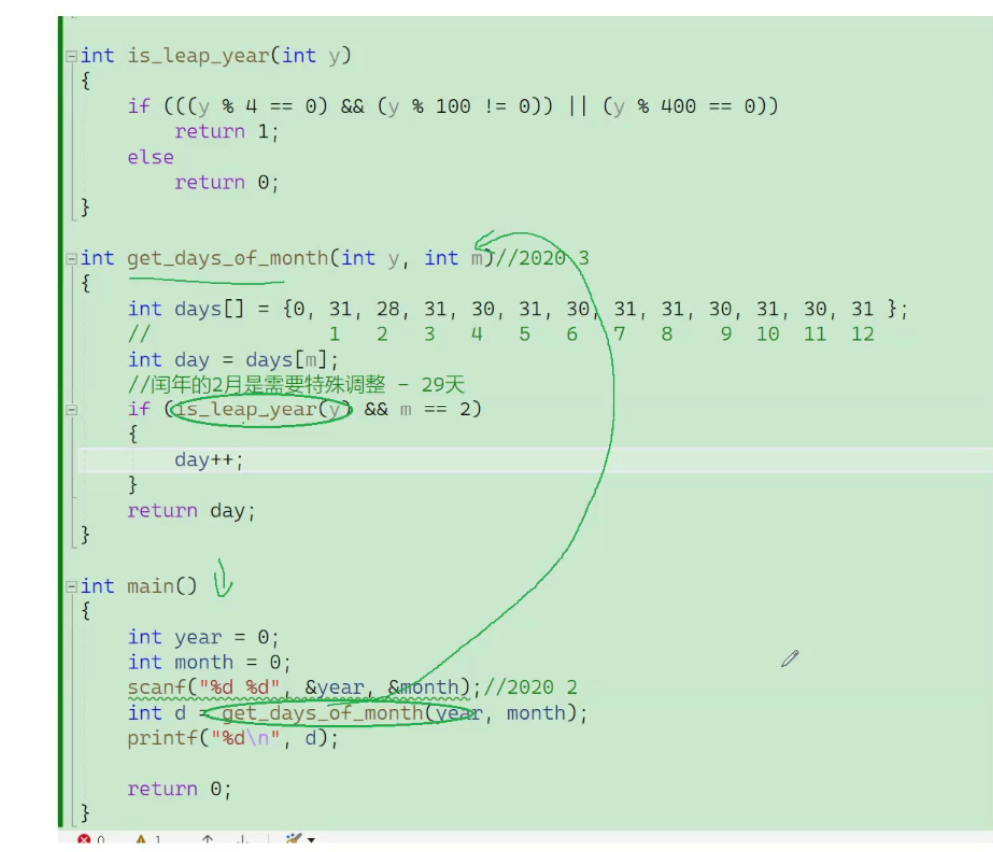 int is_leap_year(int y)
{
if (((y % 4 == 0) && (y % 100 != 0)) || (y % 400 == 0))
return 1;
else
return 0;
}
int get_days_of_month(int y, int m)//2020 3
{
int days[] = {0, 31, 28, 31, 30, 31, 30, 31, 31, 30, 31, 30, 31 };
// 1 2 3 4 5 6 7 8 9 10 11 12
int day = days[m];
//闰年的2月是需要特殊调整 - 29天
if (is_leap_year(y) && m == 2)
{
day++;
}
return day;
}
int main()
{
int year = 0;
int month = 0;
scanf("%d %d", &year, &month);//2020 2
int d = get_days_of_month(year, month);
printf("%d\n", d);
return 0;
}